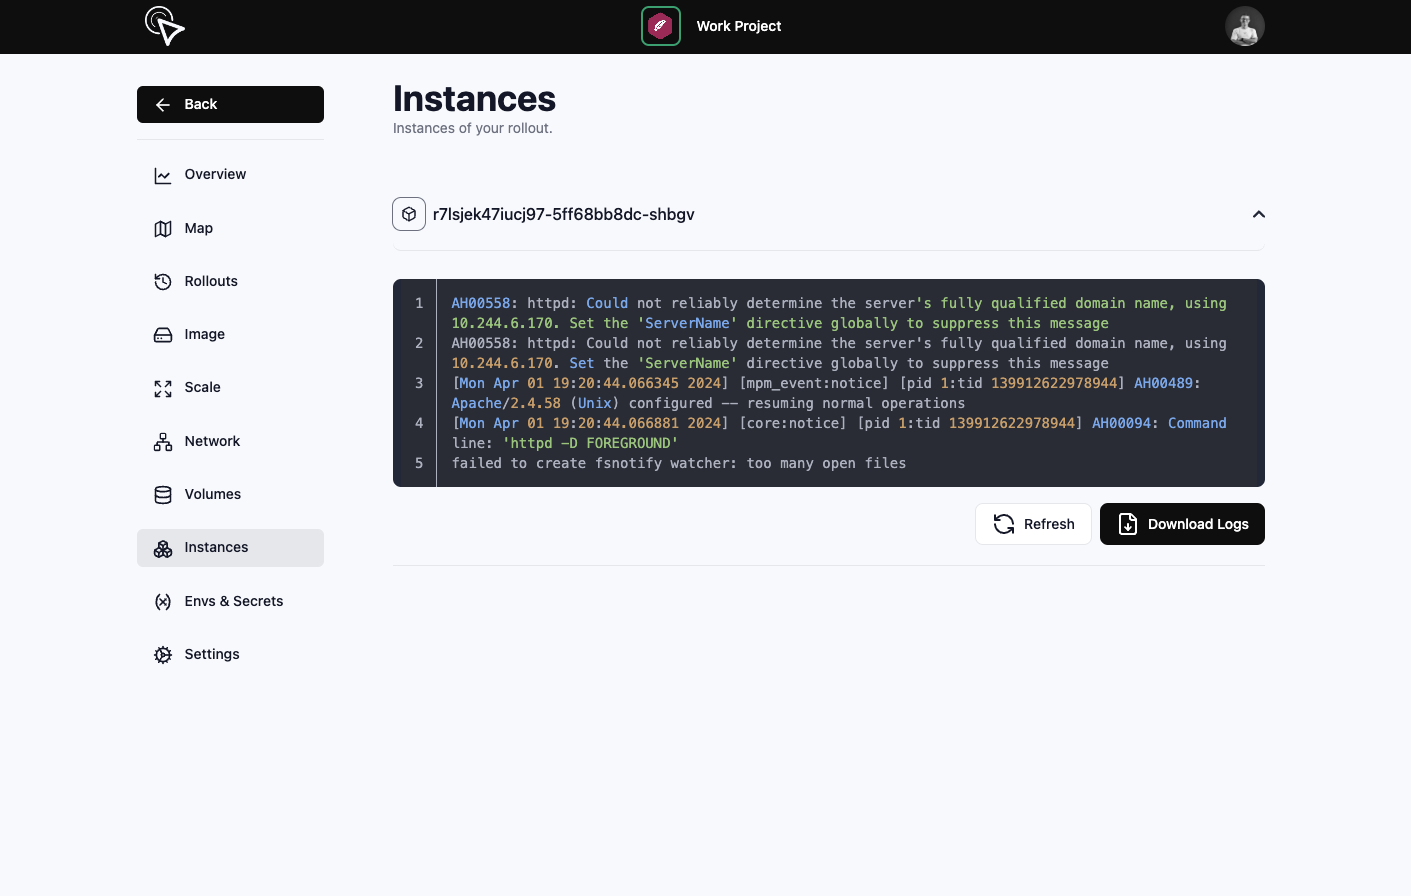 Work Project
Back
Overview
Map
Rollouts
Image
Scale
Network
Volumes
Instances
Envs & Secrets
Settings
Instances
Instances of your rollout.
r7lsjek47iucj97-5ff68bb8dc-shbgv
1 AH00558: httpd: Could not reliably determine the server's fully qualified domain name, using
10.244.6.170. Set the 'ServerName' directive globally to suppress this message
2 AH00558: httpd: Could not reliably determine the server's fully qualified domain name, using
10.244.6.170. Set the 'ServerName' directive globally to suppress this message
3 [Mon Apr 01 19:20:44.066345 2024] [mpm_event:notice] [pid 1:tid 139912622978944] AH00489:
Apache/2.4.58 (Unix) configured -- resuming normal operations
4 [Mon Apr 01 19:20:44.066881 2024] [core:notice] [pid 1:tid 139912622978944] AH00094: Command
line: 'httpd -D FOREGROUND'
5 failed to create fsnotify watcher: too many open files
Refresh
Download Logs